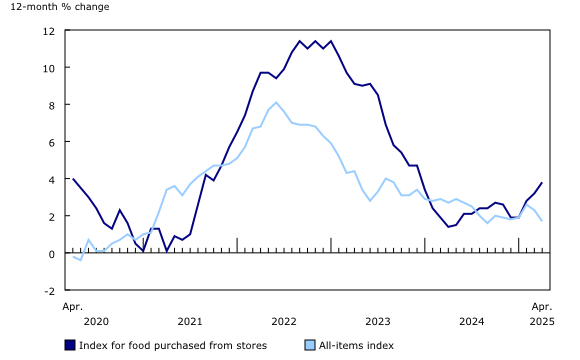 12-month % change
12
10
8
6
4
2
0
-2
Apr. Apr.
2020 2021 2022 2023 2024 2025
Index for food purchased from stores All-items index